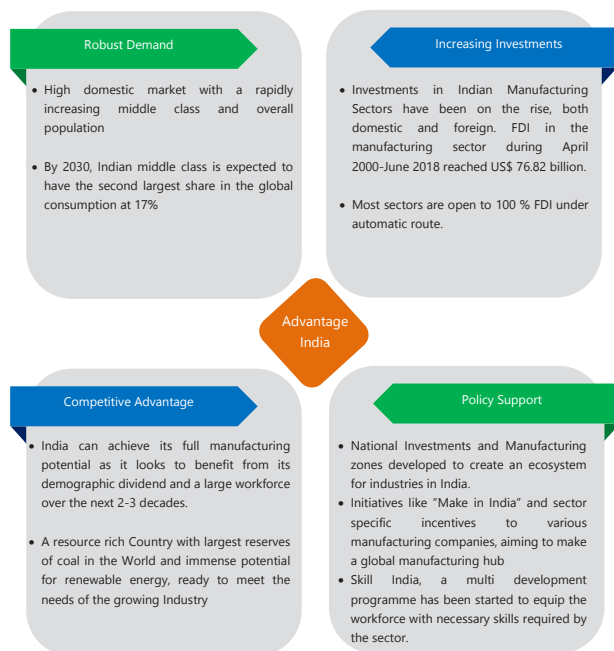 Robust Demand
• High domestic market with a rapidly
increasing middle class and overall
population
• By 2030, Indian middle class is expected to
have the second largest share in the global
consumption at 17%
Increasing Investments
• Investments in Indian Manufacturing
Sectors have been on the rise, both
domestic and foreign. FDI in the
manufacturing sector during April
2000-June 2018 reached US$ 76.82 billion.
• Most sectors are open to 100 % FDI under
automatic route.
Advantage
India
Competitive Advantage
• India can achieve its full manufacturing
potential as it looks to benefit from its
demographic dividend and a large workforce
over the next 2-3 decades.
• A resource rich Country with largest reserves
of coal in the World and immense potential
for renewable energy, ready to meet the
needs of the growing Industry
Policy Support
• National Investments and Manufacturing
zones developed to create an ecosystem
for industries in India.
• Initiatives like “Make in India” and sector
specific incentives to various
manufacturing companies, aiming to make
a global manufacturing hub
• Skill India, a multi development
programme has been started to equip the
workforce with necessary skills required by
the sector.